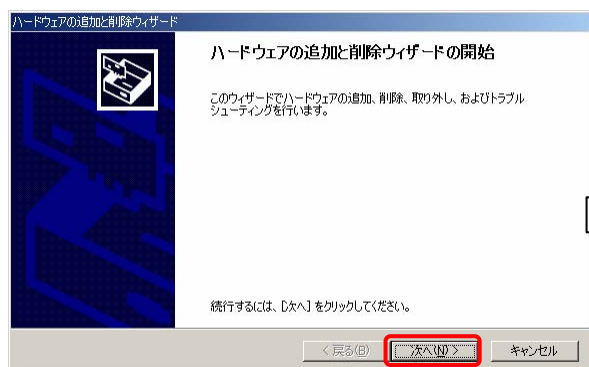 ハードウェアの追加と削除ウィザード
ハードウェアの追加と削除ウィザードの開始
このウィザードでハードウェアの追加、削除、取り外し、およびトラブル
シューティングを行います。
続行するには、[次へ] をクリックしてください。
< 戻る(B)
次へ(N) >
キャンセル